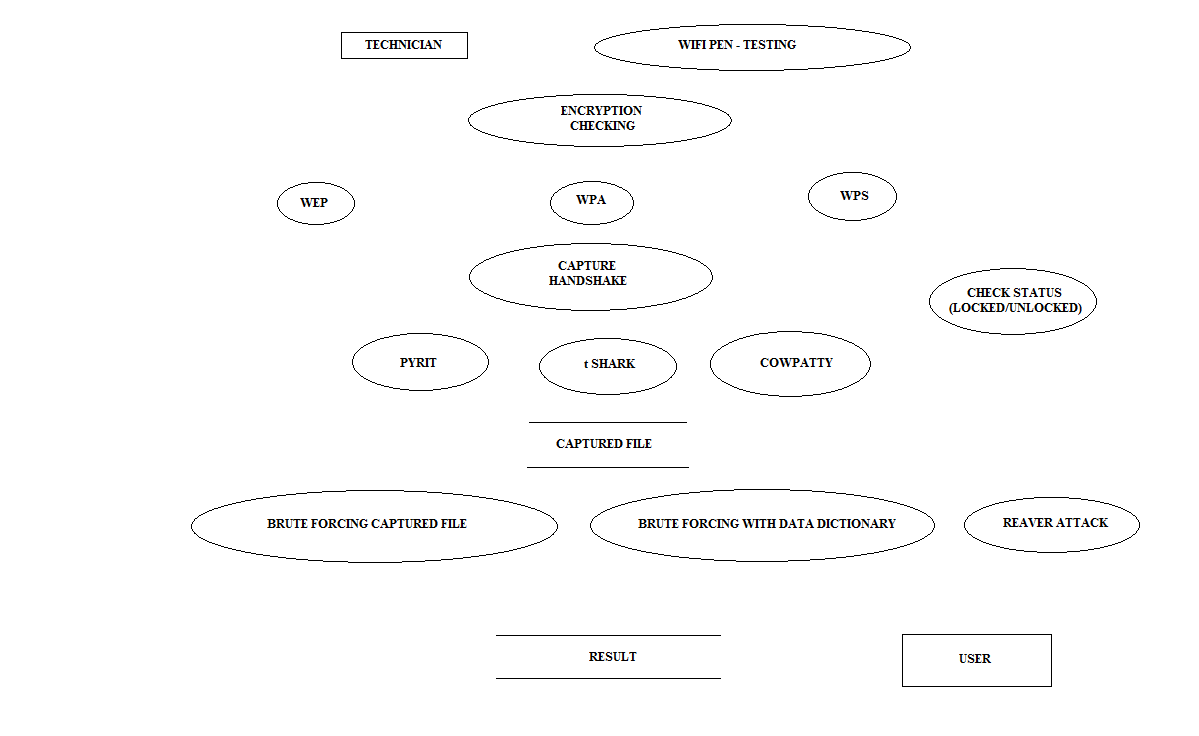 TECHNICIAN
WIFI PEN - TESTING
ENCRYPTION
CHECKING
WEP
WPA
WPS
CAPTURE
HANDSHAKE
CHECK STATUS
(LOCKED/UNLOCKED)
PYRIT
t SHARK
COWPATTY
CAPTURED FILE
BRUTE FORCING CAPTURED FILE
BRUTE FORCING WITH DATA DICTIONARY
REAVER ATTACK
RESULT
USER